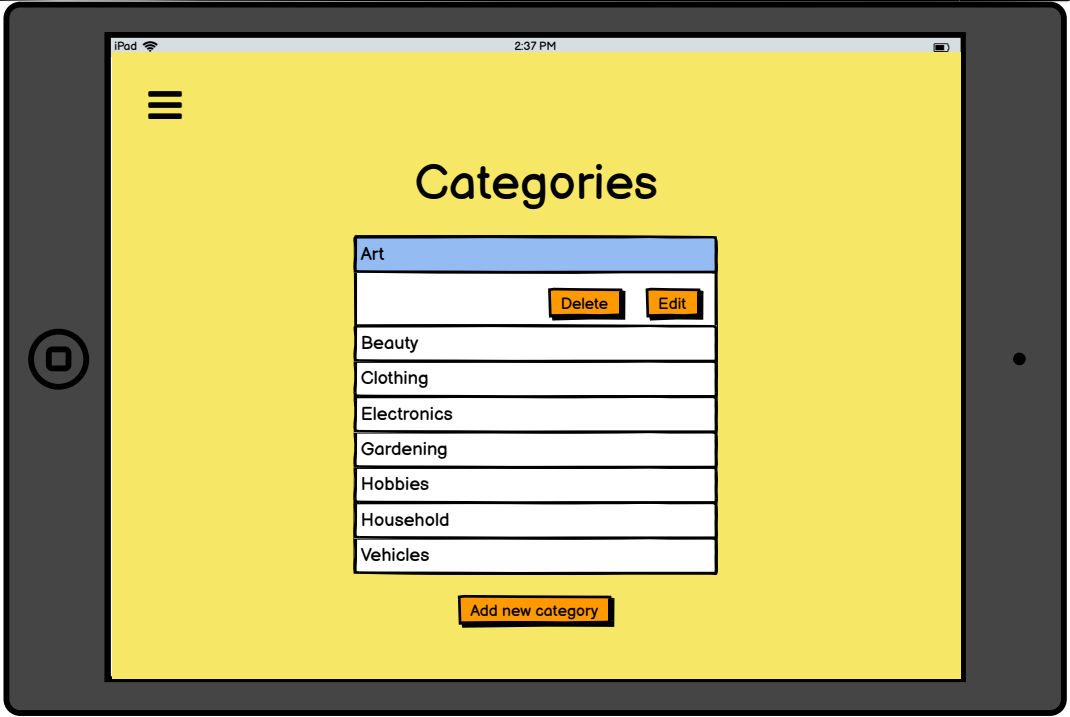 iPad 2:37 PM
Categories
Art
Delete Edit
Beauty
Clothing
Electronics
Gardening
Hobbies
Household
Vehicles
Add new category